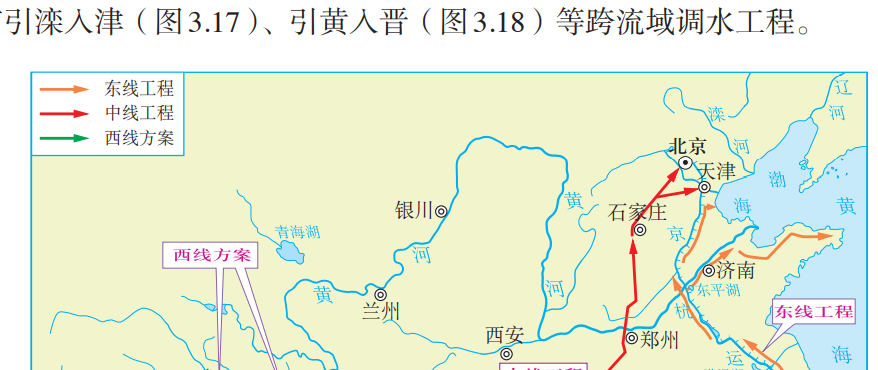 引滦入津（图3.17）、引黄入晋（图3.18）等跨流域调水工程。
东线工程
中线工程
西线方案
辽河
滦河
北京
天津
渤海
黄海
银川
黄河
石家庄
京杭运
青海湖
西线方案
黄河
济南
东平湖
兰州
东线工程
西安
郑州